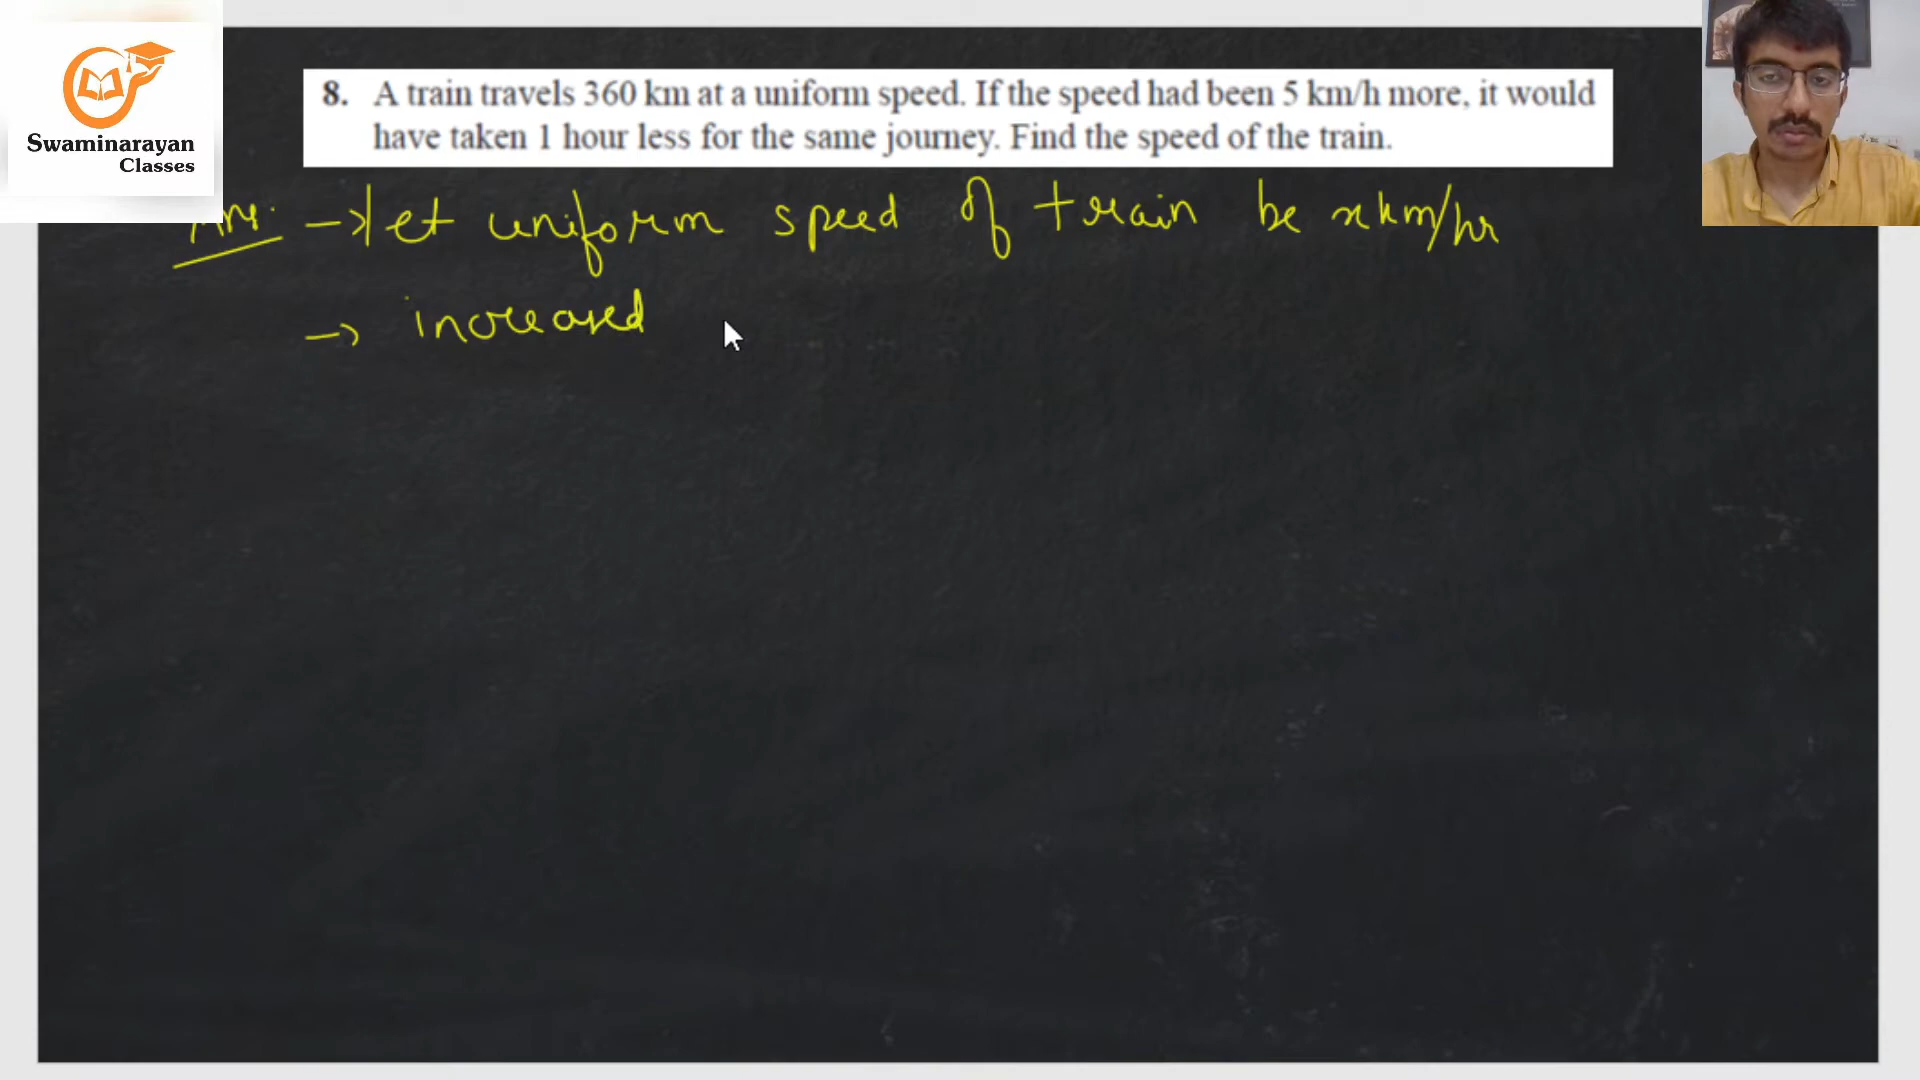 Swaminarayan
Classes
8. A train travels 360 km at a uniform speed. If the speed had been 5 km/h more, it would
have taken 1 hour less for the same journey. Find the speed of the train.
Ans. → let uniform speed of train be x km/hr
→ increased